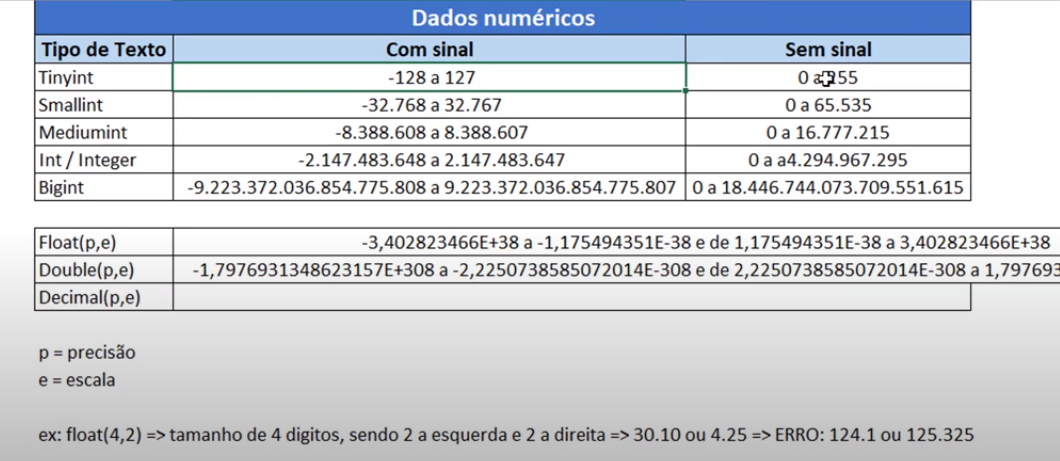 Dados numéricos
Tipo de Texto Com sinal Sem sinal
Tinyint -128 a 127 0 a 255
Smallint -32.768 a 32.767 0 a 65.535
Mediumint -8.388.608 a 8.388.607 0 a 16.777.215
Int / Integer -2.147.483.648 a 2.147.483.647 0 a a4.294.967.295
Bigint -9.223.372.036.854.775.808 a 9.223.372.036.854.775.807 0 a 18.446.744.073.709.551.615
Float(p,e) -3,402823466E+38 a -1,175494351E-38 e de 1,175494351E-38 a 3,402823466E+38
Double(p,e) -1,7976931348623157E+308 a -2,2250738585072014E-308 e de 2,2250738585072014E-308 a 1,797693
Decimal(p,e)
p = precisão
e = escala
ex: float(4,2) => tamanho de 4 digitos, sendo 2 a esquerda e 2 a direita => 30.10 ou 4.25 => ERRO: 124.1 ou 125.325